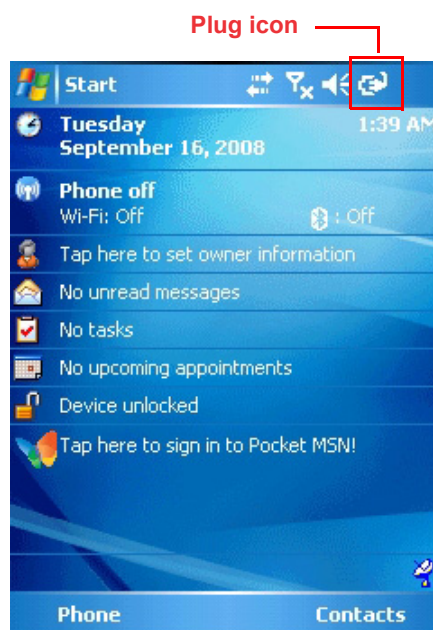 Plug icon
Start
Tuesday 1:39 AM
September 16, 2008
Phone off
Wi-Fi: Off : Off
Tap here to set owner information
No unread messages
No tasks
No upcoming appointments
Device unlocked
Tap here to sign in to Pocket MSN!
Phone Contacts